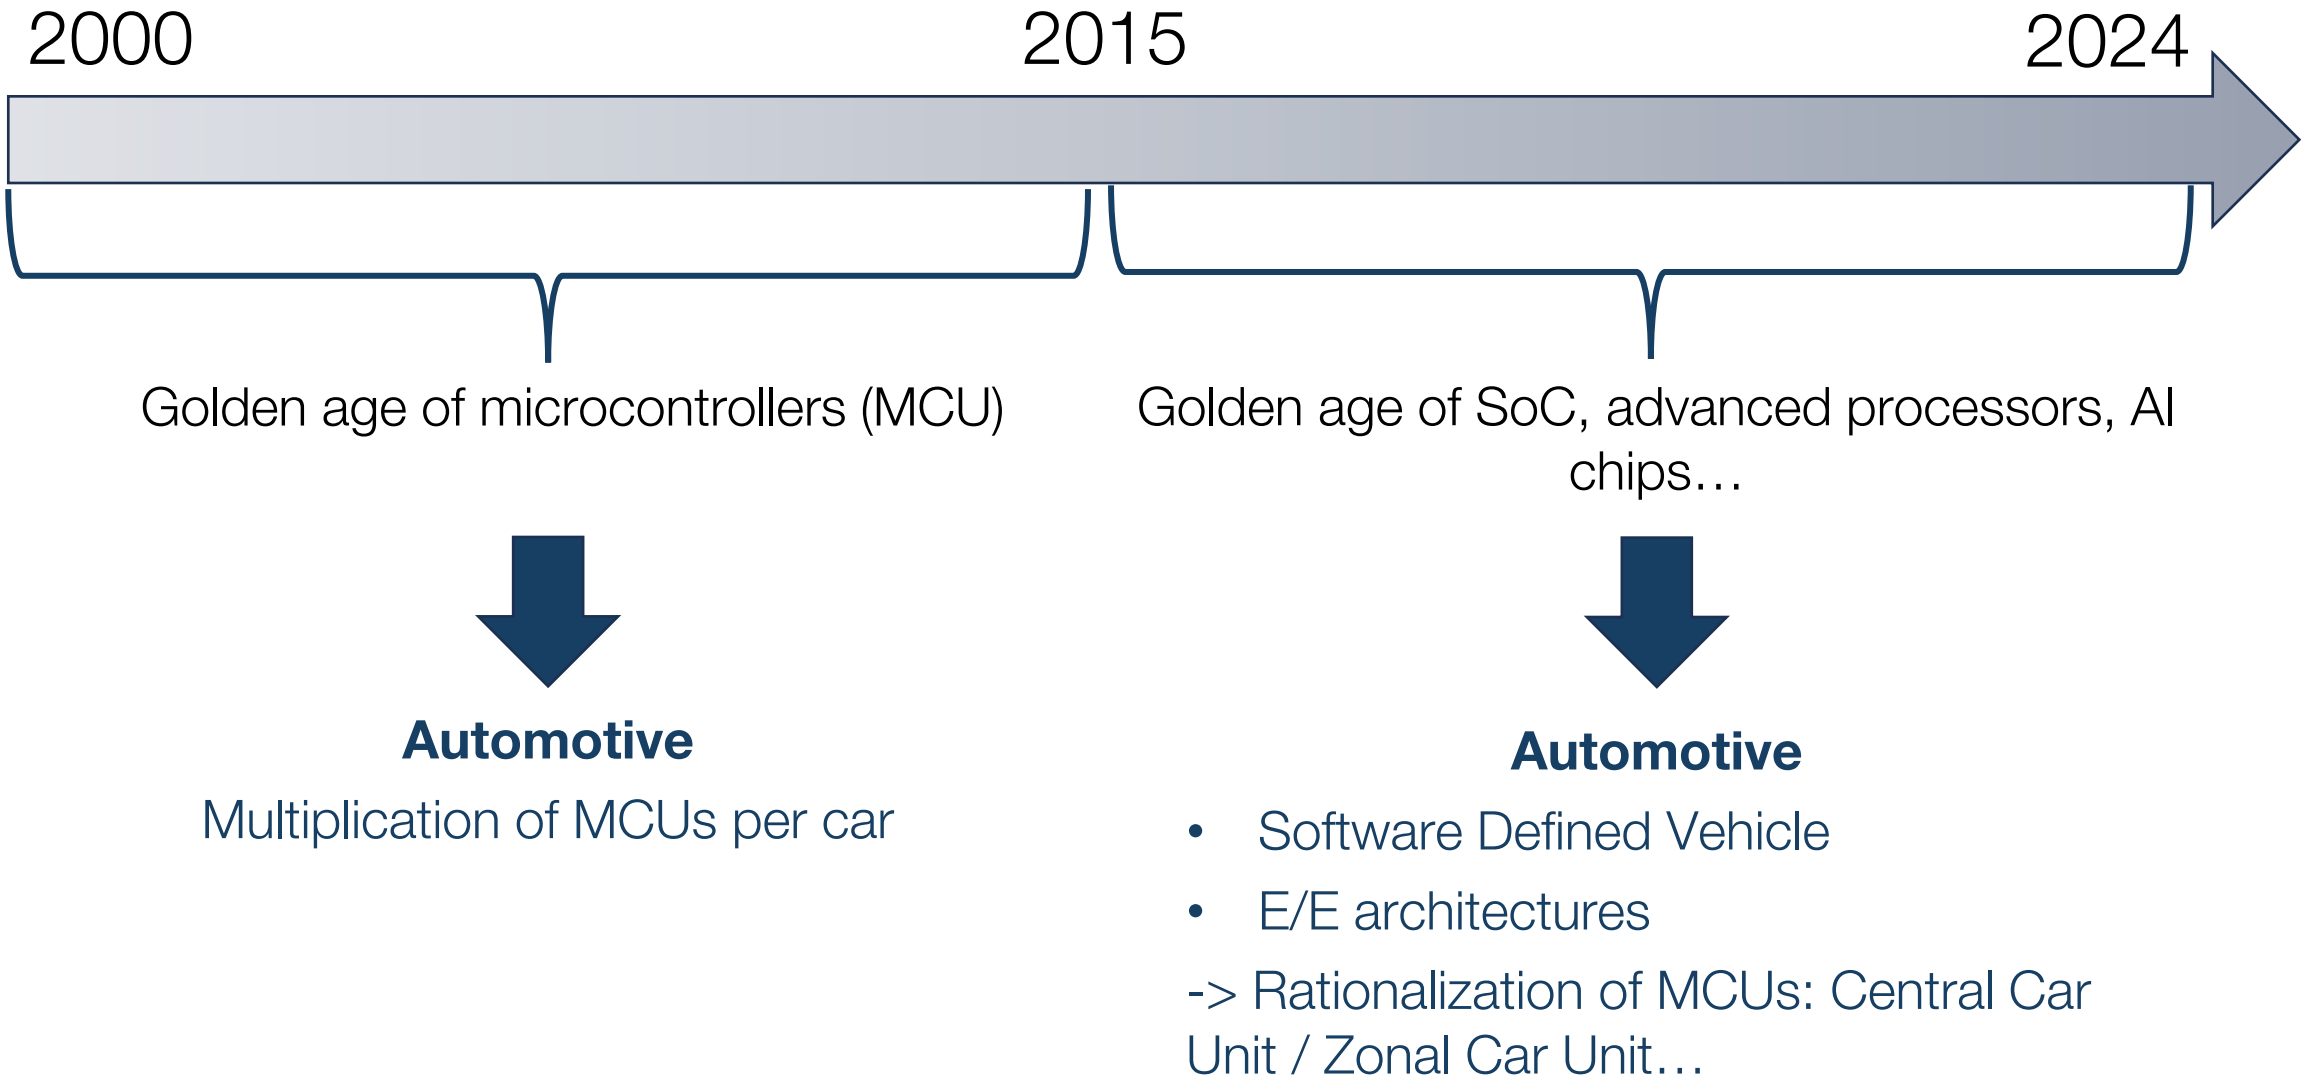 2000
2015
2024
Golden age of microcontrollers (MCU)
Golden age of SoC, advanced processors, AI
chips…
Automotive
Multiplication of MCUs per car
Automotive
• Software Defined Vehicle
• E/E architectures
-> Rationalization of MCUs: Central Car
Unit / Zonal Car Unit…